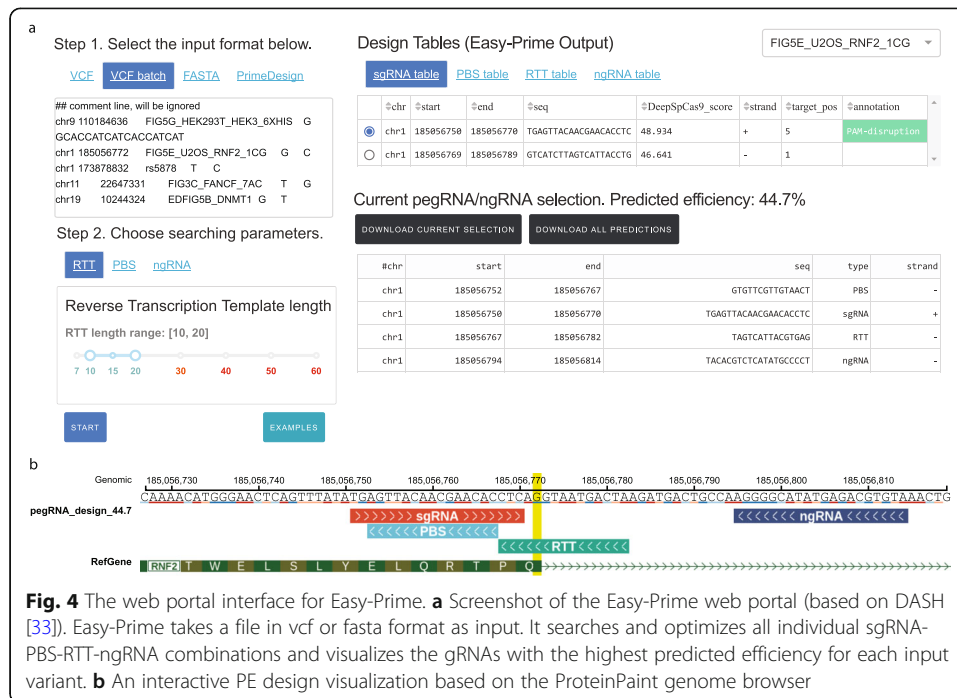 a
Step 1. Select the input format below.
VCF VCF batch FASTA PrimeDesign
## comment line, will be ignored
chr9 110184636 FIG5G_HEK293T_HEK3_6XHIS G
GCACCATCATCACCATCAT
chr1 185056772 FIG5E_U2OS_RNF2_1CG G C
chr1 173878832 rs5878 T C
chr11 22647331 FIG3C_FANCF_7AC T G
chr19 10244324 EDFIG5B_DNMT1 G T
Step 2. Choose searching parameters.
RTT PBS ngRNA
Reverse Transcription Template length
RTT length range: [10, 20]
7 10 15 20 30 40 50 60
START EXAMPLES
Design Tables (Easy-Prime Output)
FIG5E_U2OS_RNF2_1CG
sgRNA table PBS table RTT table ngRNA table
chr start end seq DeepSpCas9_score strand target_pos annotation
chr1 185056750 185056770 TGAGTTACAACGAACACCTC 48.934 + 5 PAM-disruption
chr1 185056769 185056789 GTCATCTTAGTCATTACCTG 46.641 - 1
Current pegRNA/ngRNA selection. Predicted efficiency: 44.7%
DOWNLOAD CURRENT SELECTION DOWNLOAD ALL PREDICTIONS
#chr start end seq type strand
chr1 185056752 185056767 GTGTTCGTTGTAACT PBS -
chr1 185056750 185056770 TGAGTTACAACGAACACCTC sgRNA +
chr1 185056767 185056782 TAGTCATTACGTGAG RTT -
chr1 185056794 185056814 TACACGTCTCATATGCCCCT ngRNA -
b
Genomic 185,056,730 185,056,740 185,056,750 185,056,760 185,056,770 185,056,780 185,056,790 185,056,800 185,056,810
CAAAACATGGGAACTCAGTTTATATGAGTTACAACGAACACCTCAGGTAATGACTAAGATGACTGCCAAGGGGCATATGAGACGTGTAAACTG
pegRNA_design_44.7 sgRNA ngRNA
PBS
RTT
RefGene RNF2 T W E L S L Y E L Q R T P Q
Fig. 4 The web portal interface for Easy-Prime. a Screenshot of the Easy-Prime web portal (based on DASH
[33]). Easy-Prime takes a file in vcf or fasta format as input. It searches and optimizes all individual sgRNA-
PBS-RTT-ngRNA combinations and visualizes the gRNAs with the highest predicted efficiency for each input
variant. b An interactive PE design visualization based on the ProteinPaint genome browser